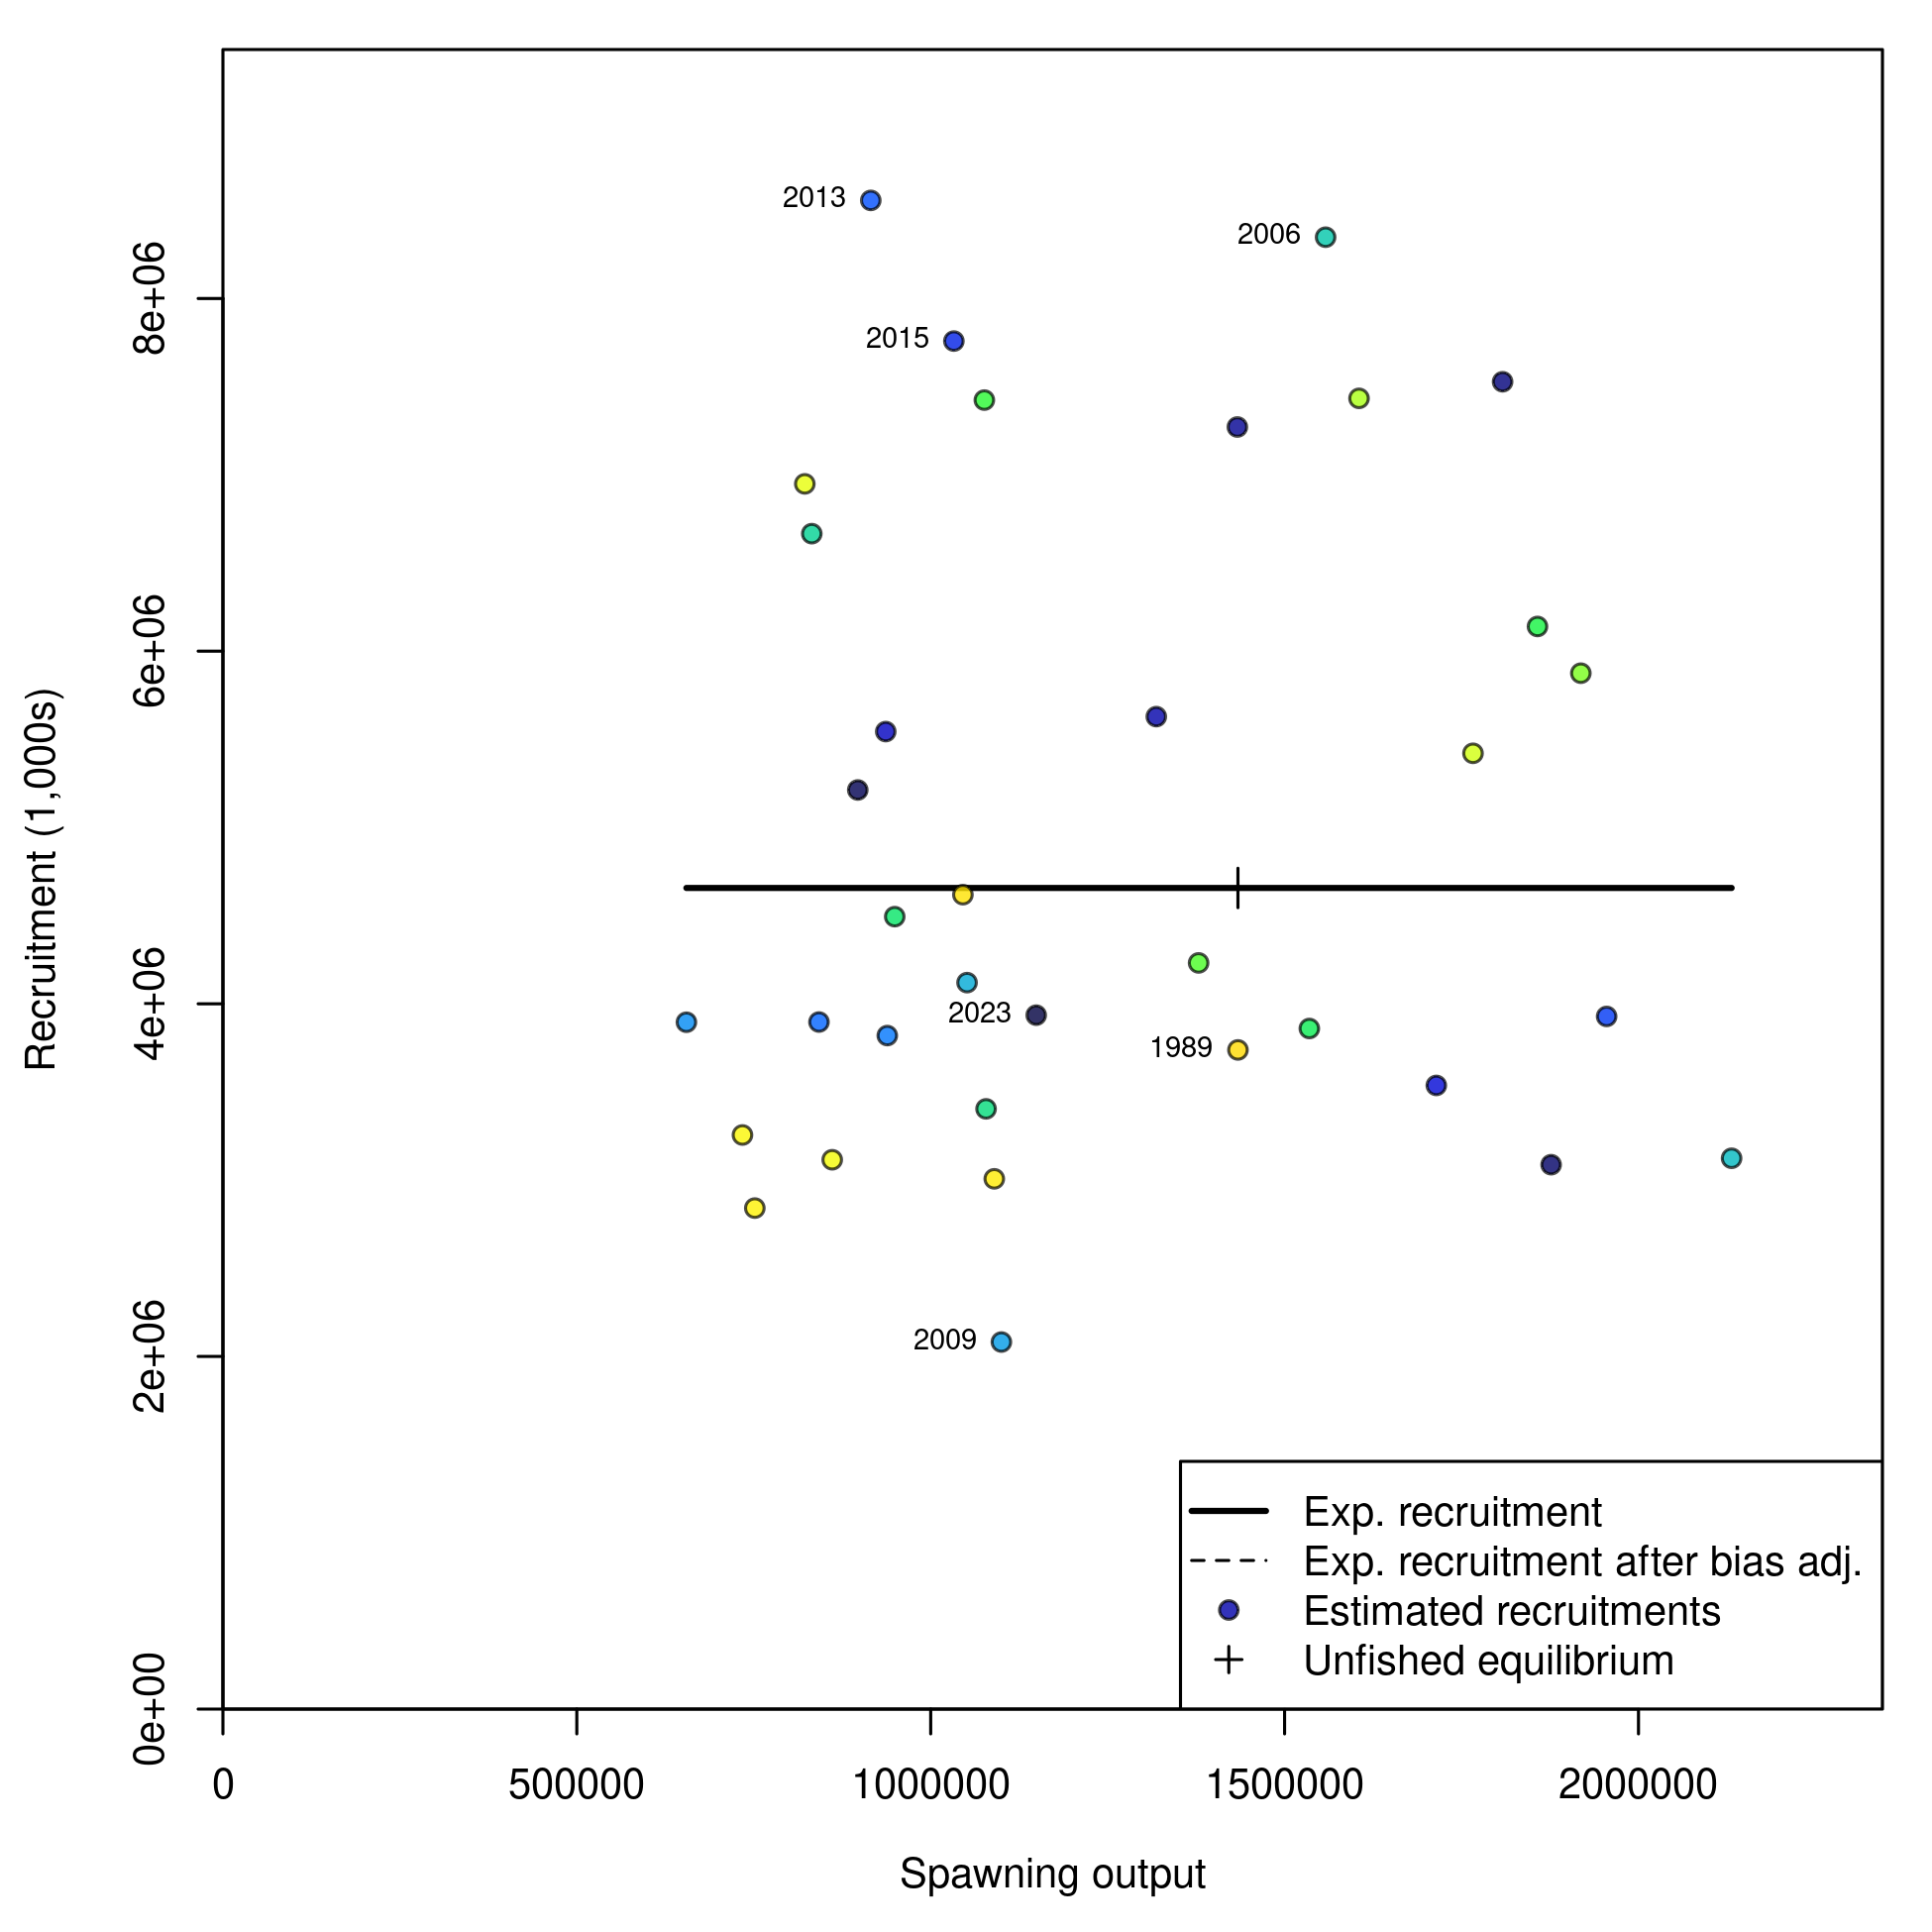 2013
2006
2015
2023
1989
2009
Recruitment (1,000s)
8e+06
6e+06
4e+06
2e+06
0e+00
0
500000
1000000
1500000
2000000
Spawning output
Exp. recruitment
Exp. recruitment after bias adj.
Estimated recruitments
Unfished equilibrium